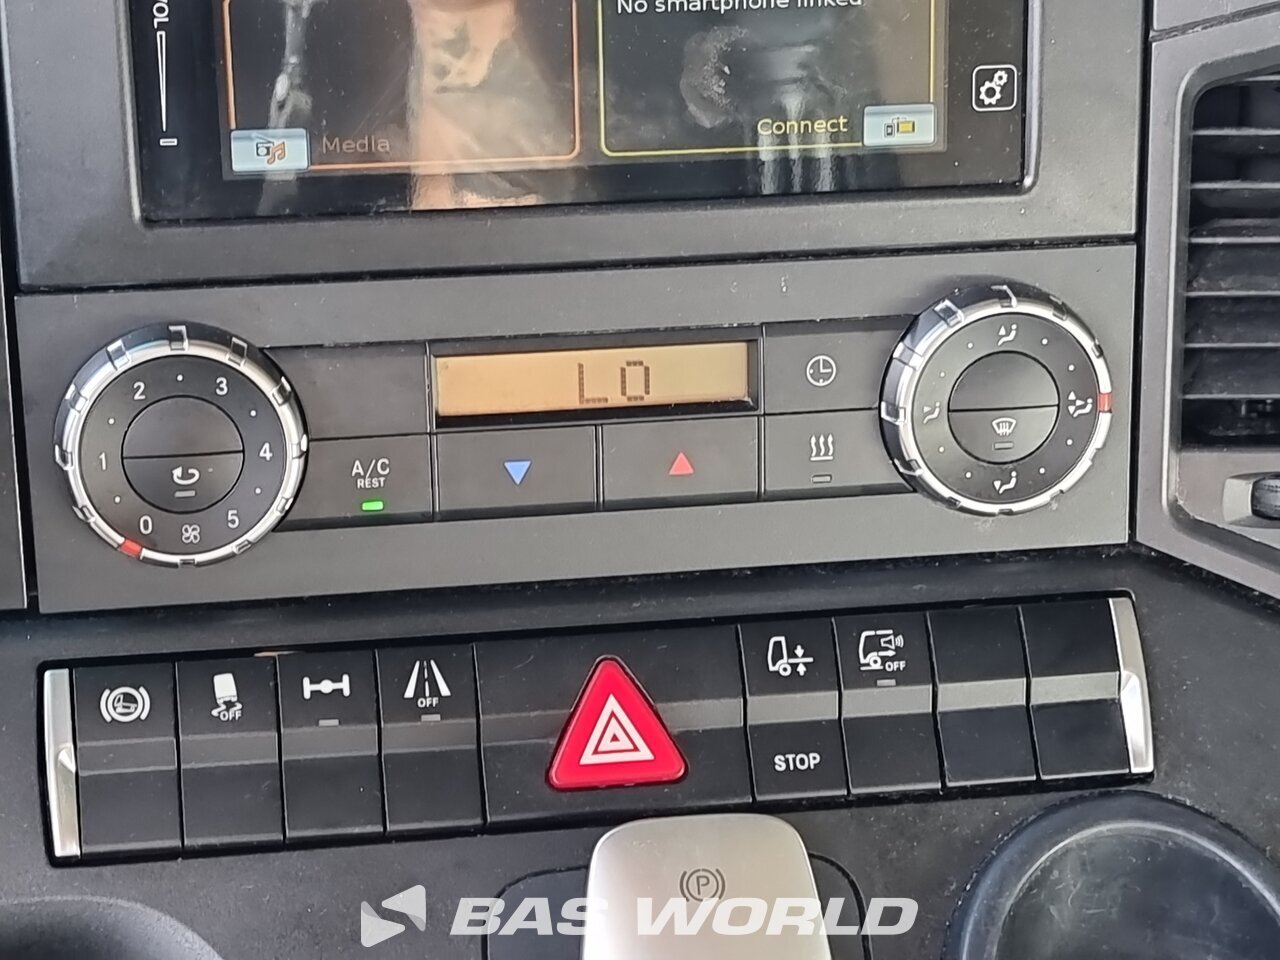 No smartphone linked
VOL
Media
Connect
LO
2 3
1 4
0 5
A/C
REST
OFF
OFF
OFF
STOP
P
BAS WORLD